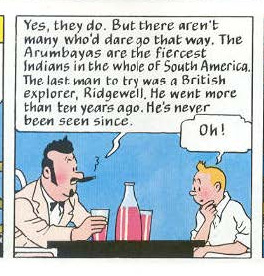 Yes, they do. But there aren't
many who'd dare go that way. The
Arumbayas are the fiercest
Indians in the whole of South America.
The last man to try was a British
explorer, Ridgewell. He went more
than ten years ago. He's never
been seen since.
Oh!